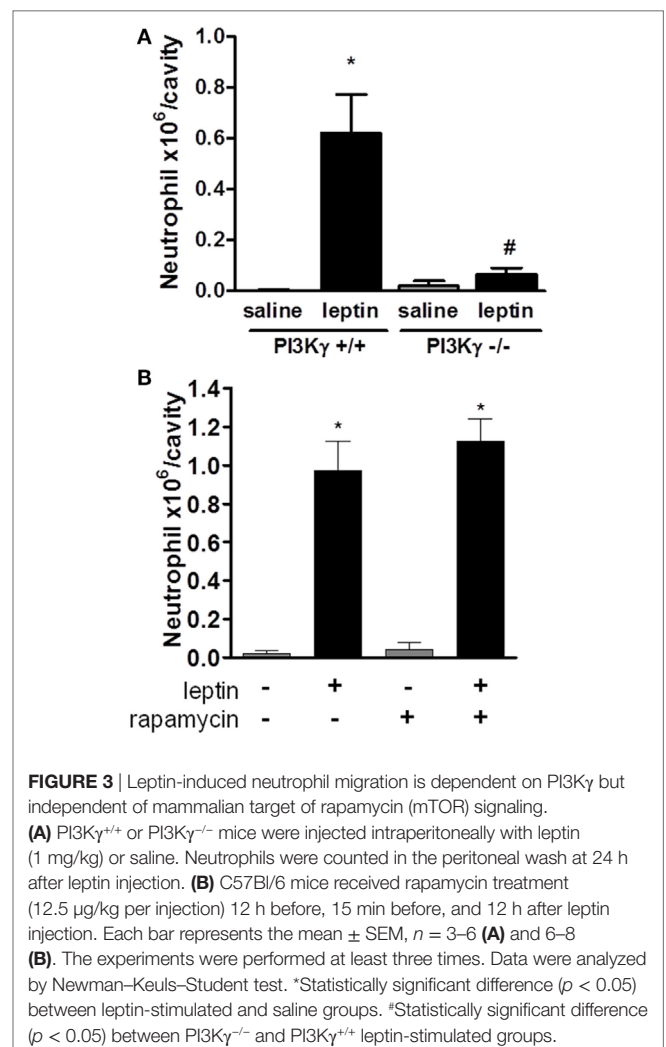 A
Neutrophil x10⁶/cavity
1.0
0.8
0.6
0.4
0.2
0.0
*
#
saline leptin saline leptin
PI3Kγ +/+ PI3Kγ -/-
B
Neutrophil x10⁶/cavity
1.4
1.2
1.0
0.8
0.6
0.4
0.2
0.0
* *
leptin - + - +
rapamycin - - + +
FIGURE 3 | Leptin-induced neutrophil migration is dependent on PI3Kγ but
independent of mammalian target of rapamycin (mTOR) signaling.
(A) PI3Kγ⁺/⁺ or PI3Kγ⁻/⁻ mice were injected intraperitoneally with leptin
(1 mg/kg) or saline. Neutrophils were counted in the peritoneal wash at 24 h
after leptin injection. (B) C57Bl/6 mice received rapamycin treatment
(12.5 µg/kg per injection) 12 h before, 15 min before, and 12 h after leptin
injection. Each bar represents the mean ± SEM, n = 3–6 (A) and 6–8
(B). The experiments were performed at least three times. Data were analyzed
by Newman–Keuls–Student test. *Statistically significant difference (p < 0.05)
between leptin-stimulated and saline groups. #Statistically significant difference
(p < 0.05) between PI3Kγ⁻/⁻ and PI3Kγ⁺/⁺ leptin-stimulated groups.